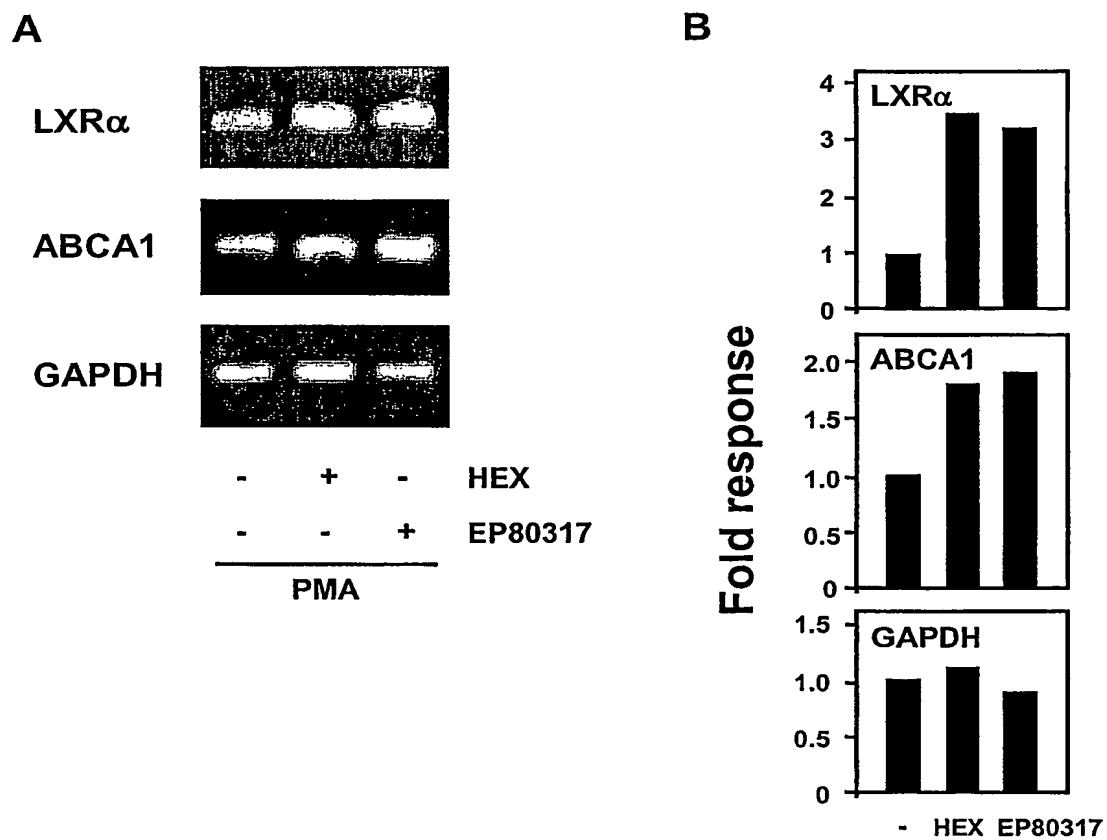 A
LXRα
ABCA1
GAPDH
- + - HEX
- - + EP80317
PMA
B
Fold response
LXRα
4
3
2
1
0
ABCA1
2.0
1.5
1.0
0.5
0
GAPDH
1.5
1.0
0.5
0
- HEX EP80317